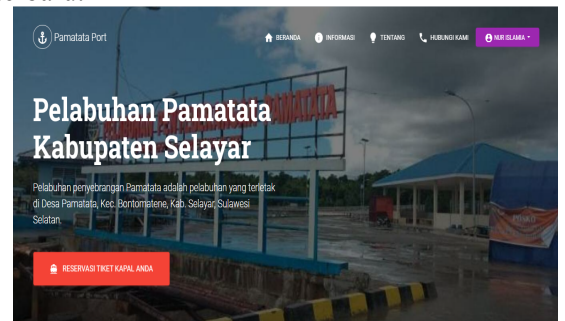 Pamatata Port
BERANDA
INFORMASI
TENTANG
HUBUNGI KAMI
NUR ISLAMIA
Pelabuhan Pamatata
Kabupaten Selayar
Pelabuhan penyebrangan Pamatata adalah pelabuhan yang terletak
di Desa Pamatata, Kec. Bontomatene, Kab. Selayar, Sulawesi
Selatan.
RESERVASI TIKET KAPAL ANDA